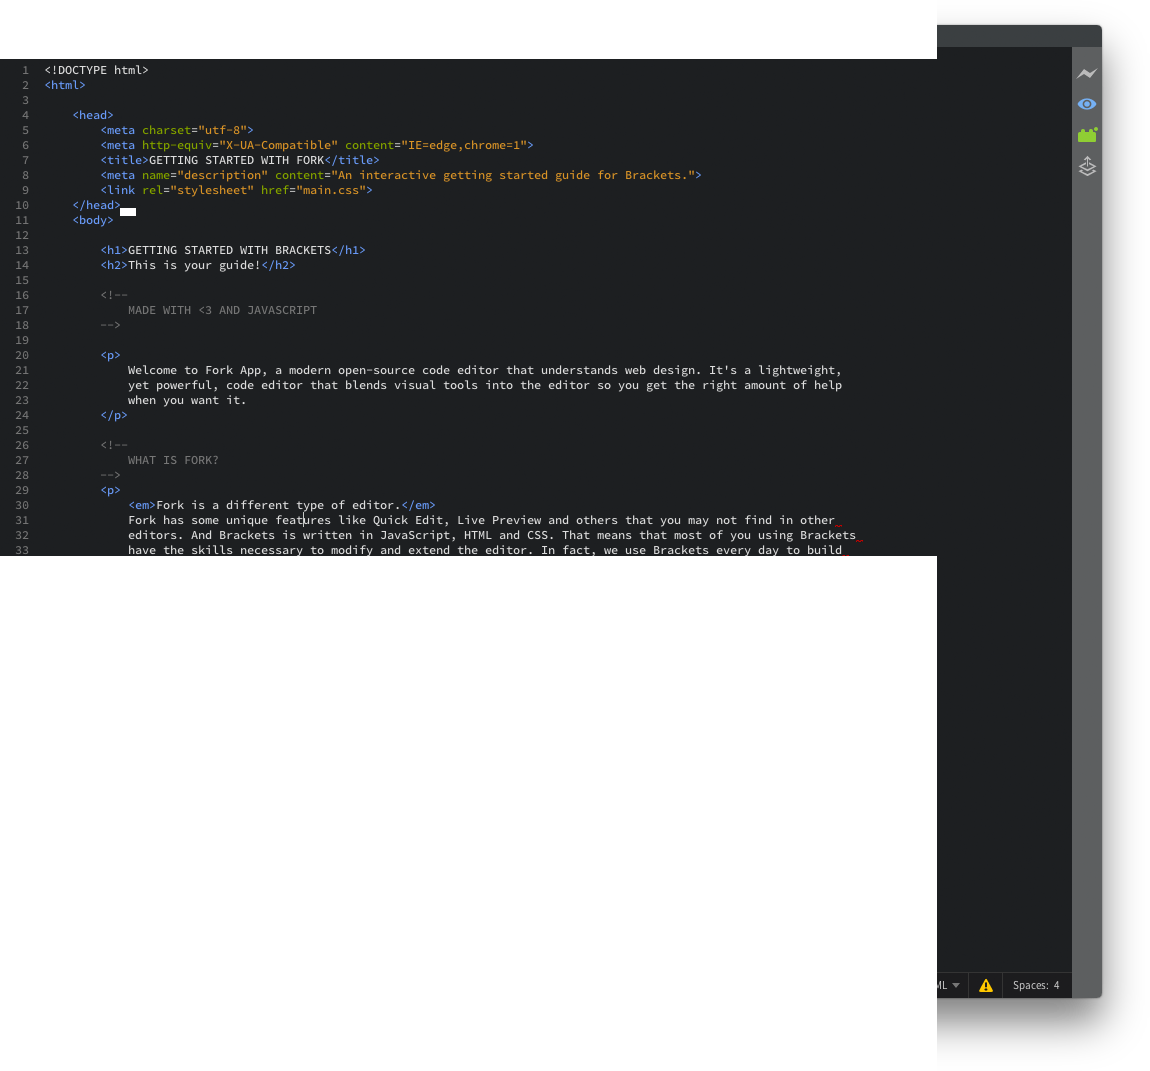 1 <!DOCTYPE html>
2 <html>
3
4 <head>
5 <meta charset="utf-8">
6 <meta http-equiv="X-UA-Compatible" content="IE=edge,chrome=1">
7 <title>GETTING STARTED WITH FORK</title>
8 <meta name="description" content="An interactive getting started guide for Brackets.">
9 <link rel="stylesheet" href="main.css">
10 </head>
11 <body>
12
13 <h1>GETTING STARTED WITH BRACKETS</h1>
14 <h2>This is your guide!</h2>
15
16 <!--
17 MADE WITH <3 AND JAVASCRIPT
18 -->
19
20 <p>
21 Welcome to Fork App, a modern open-source code editor that understands web design. It's a lightweight,
22 yet powerful, code editor that blends visual tools into the editor so you get the right amount of help
23 when you want it.
24 </p>
25
26 <!--
27 WHAT IS FORK?
28 -->
29 <p>
30 <em>Fork is a different type of editor.</em>
31 Fork has some unique features like Quick Edit, Live Preview and others that you may not find in other
32 editors. And Brackets is written in JavaScript, HTML and CSS. That means that most of you using Brackets
33 have the skills necessary to modify and extend the editor. In fact, we use Brackets every day to build
ML Spaces: 4